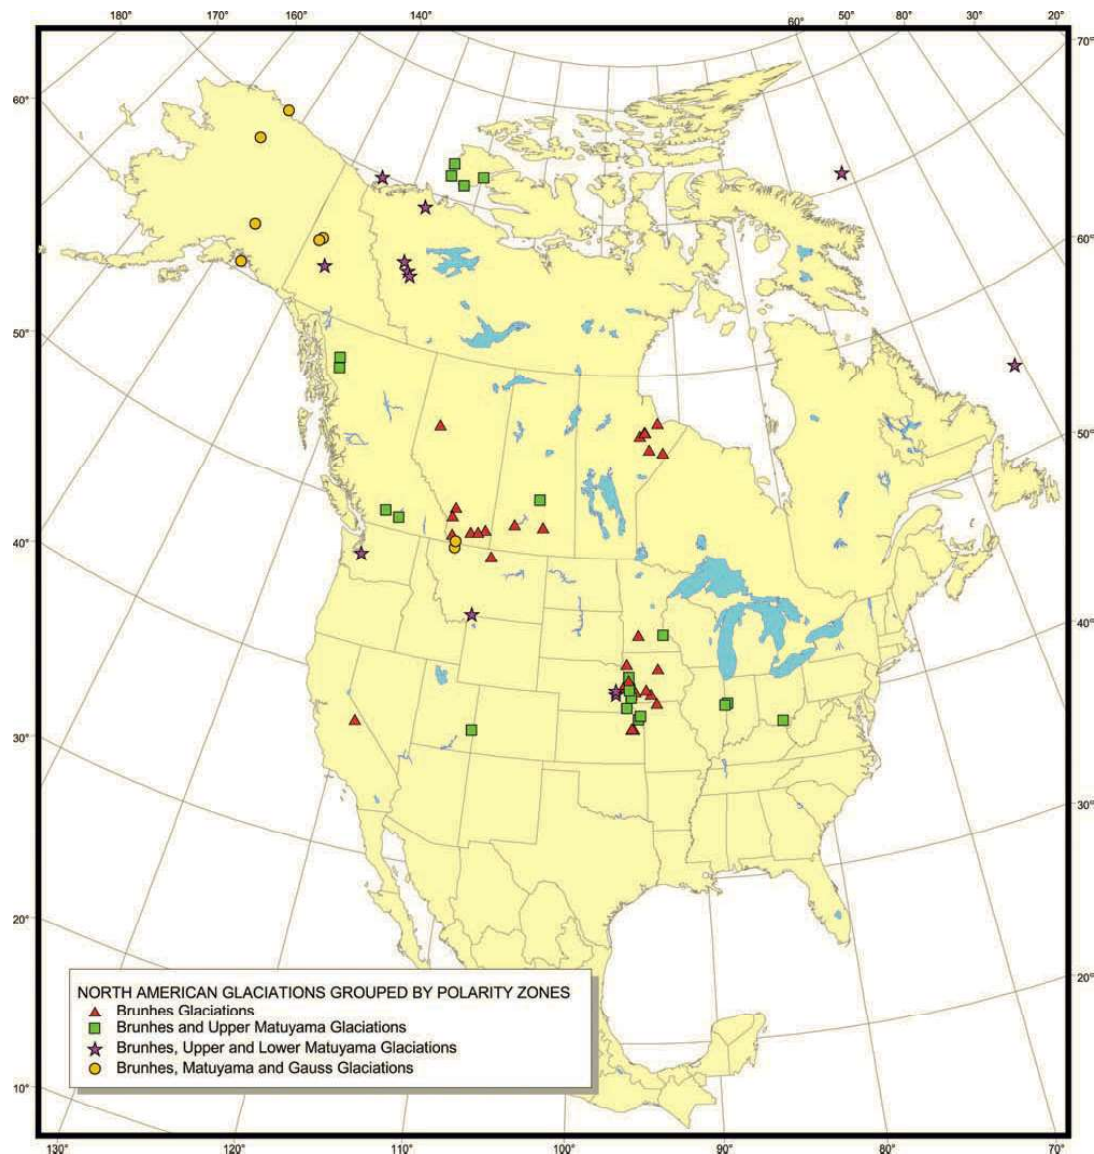 180° 170° 160° 140° 60° 50° 80° 30° 20°
70°
60°
60°
50°
50°
40°
40°
30°
30°
20°
20°
10°
NORTH AMERICAN GLACIATIONS GROUPED BY POLARITY ZONES
Brunhes Glaciations
Brunhes and Upper Matuyama Glaciations
Brunhes, Upper and Lower Matuyama Glaciations
Brunhes, Matuyama and Gauss Glaciations
130° 120° 110° 100° 90° 80° 70°